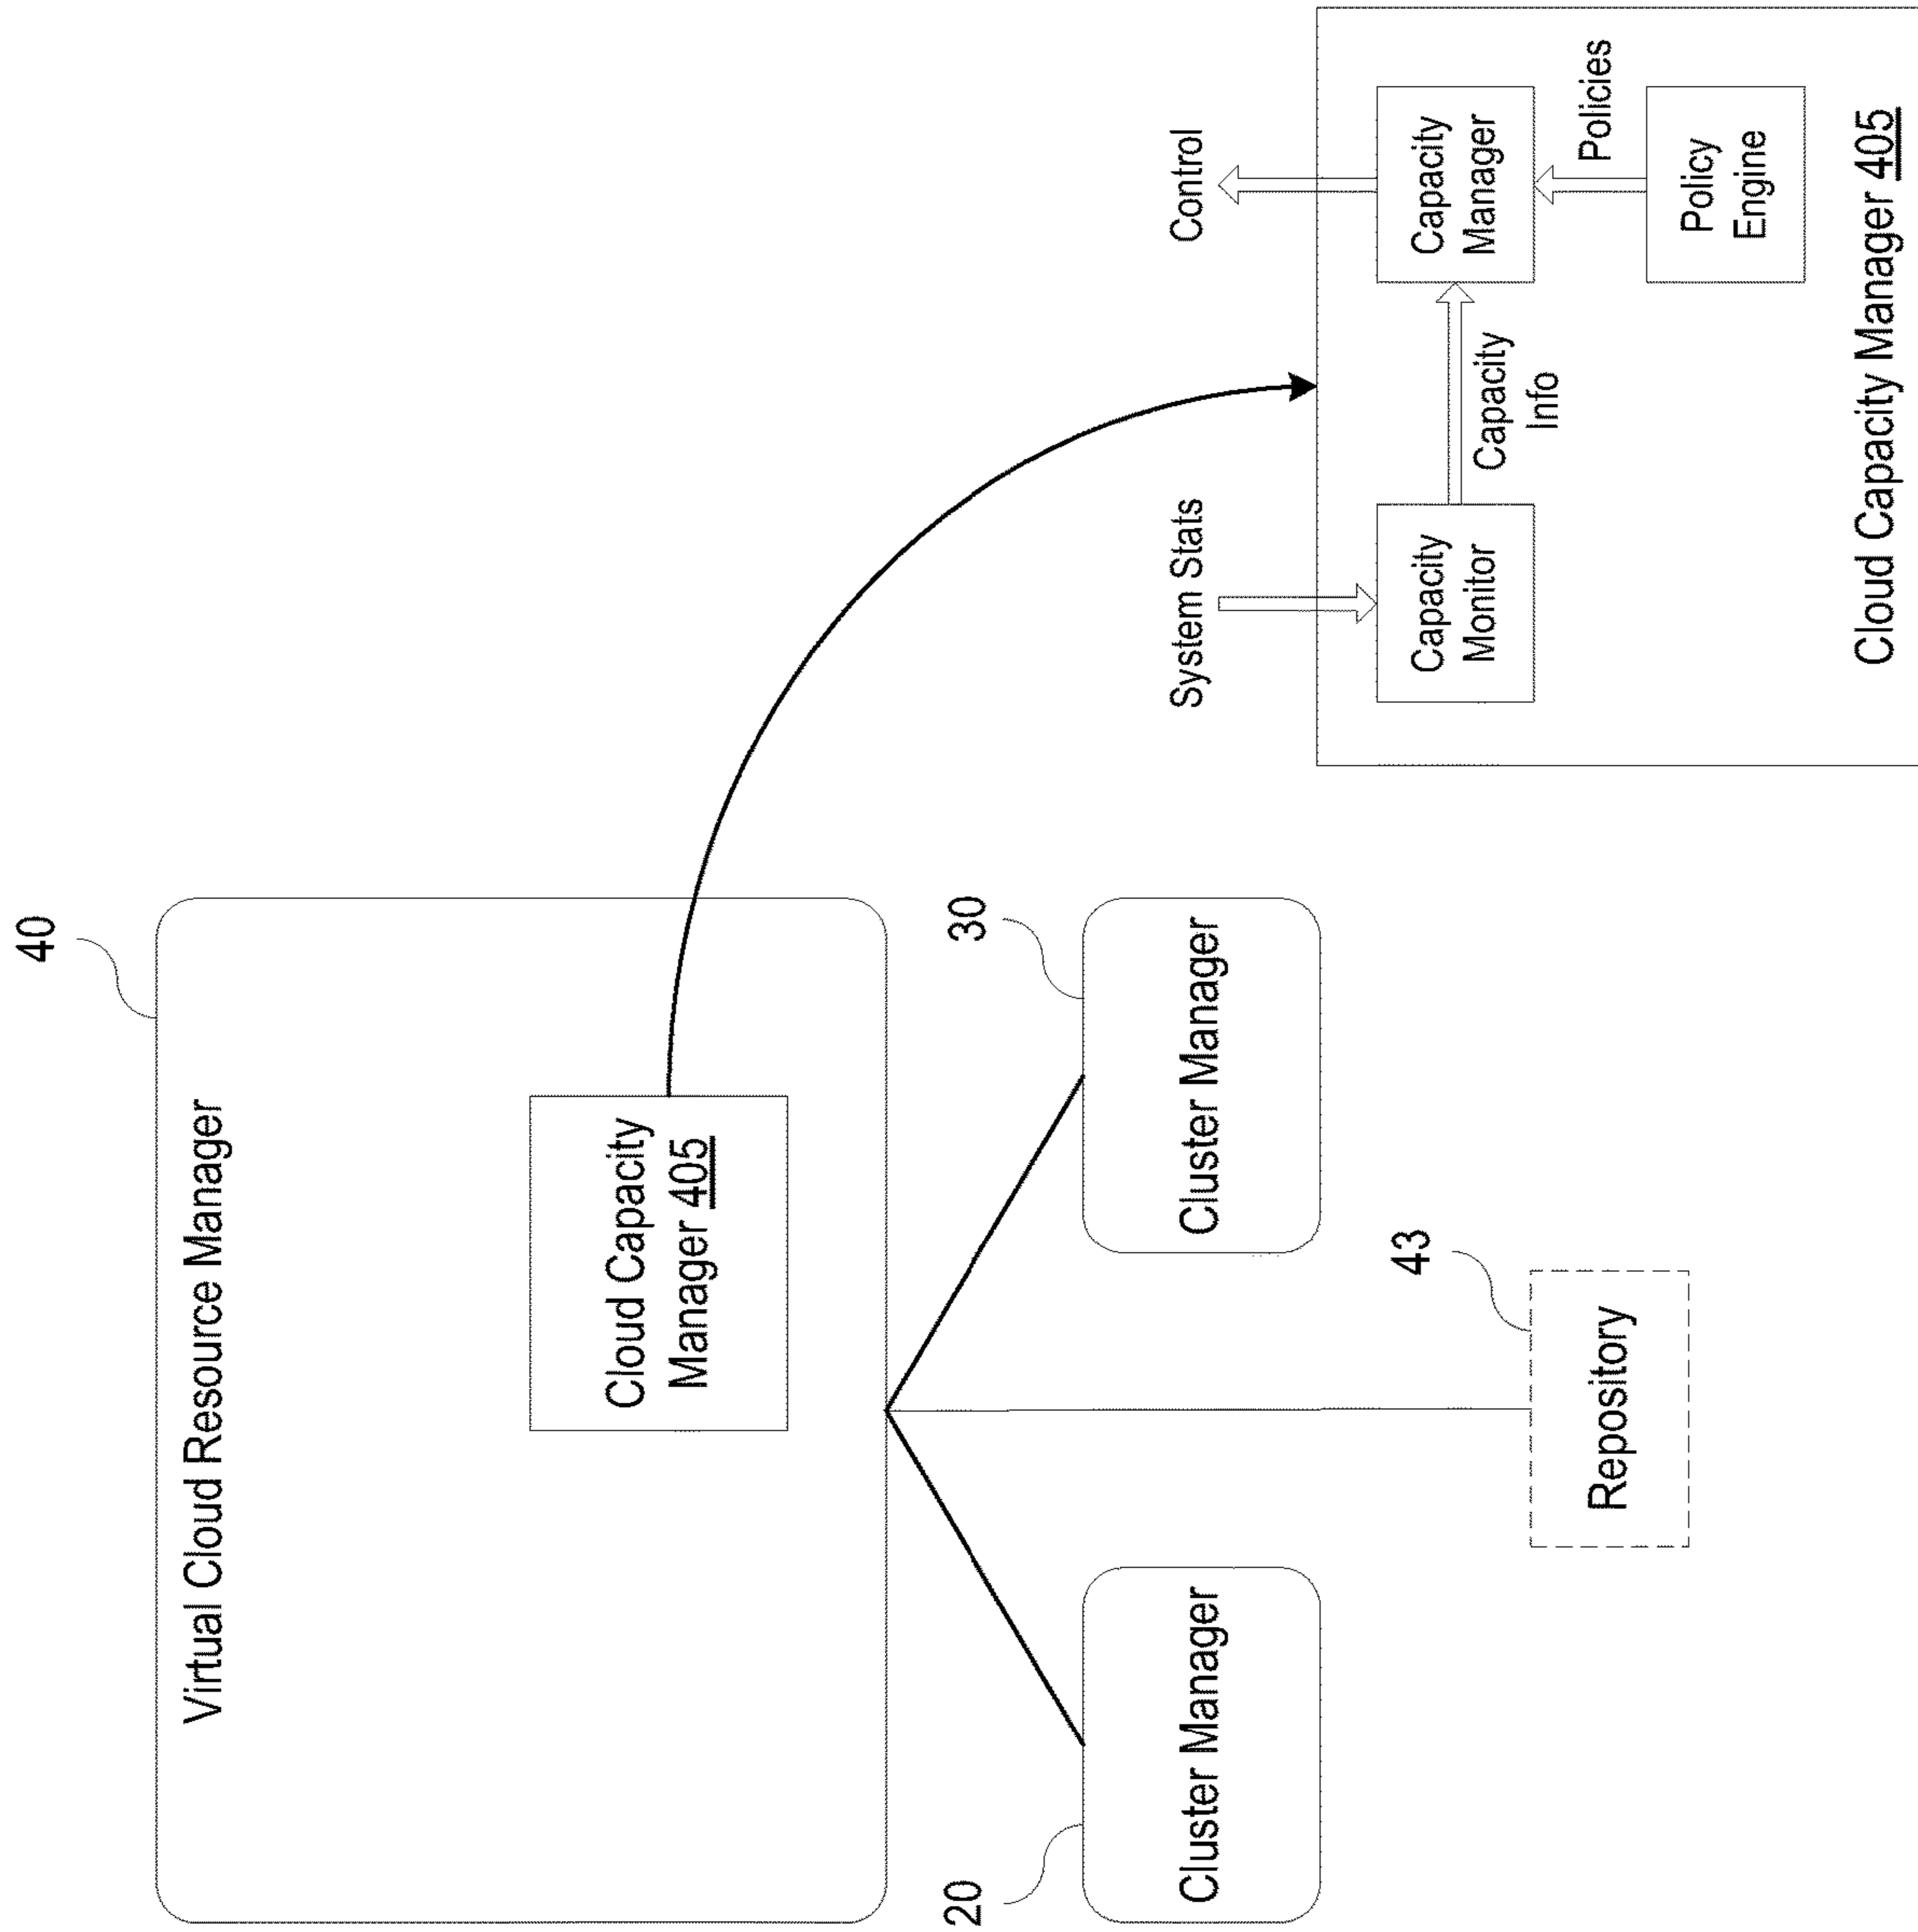 40
Virtual Cloud Resource Manager
Cloud Capacity
Manager 405
20
Cluster Manager
30
Cluster Manager
43
Repository
System Stats
Control
Capacity
Monitor
Capacity
Info
Capacity
Manager
Policies
Policy
Engine
Cloud Capacity Manager 405